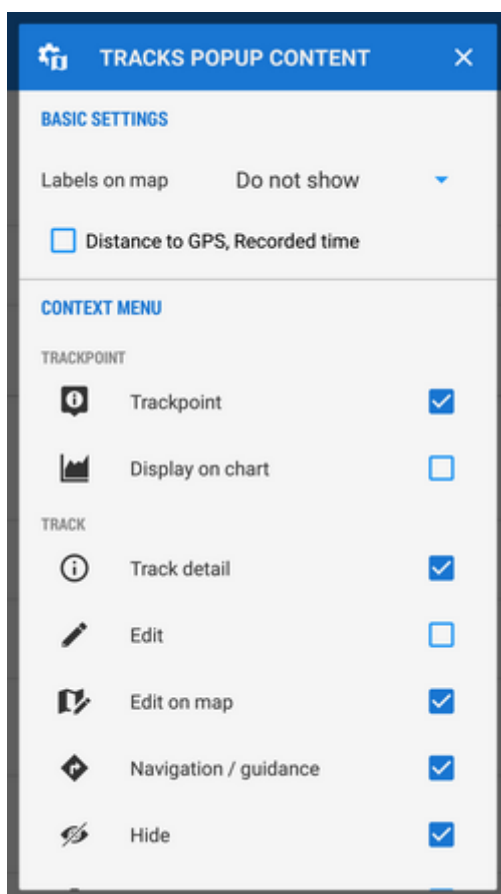 TRACKS POPUP CONTENT
BASIC SETTINGS
Labels on map Do not show
Distance to GPS, Recorded time
CONTEXT MENU
TRACKPOINT
Trackpoint
Display on chart
TRACK
Track detail
Edit
Edit on map
Navigation / guidance
Hide